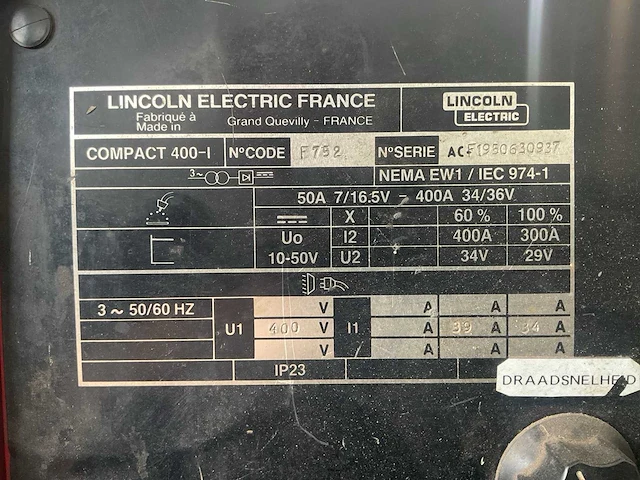 LINCOLN ELECTRIC FRANCE
Fabriqué à
Made in
Grand Quevilly - FRANCE
LINCOLN
ELECTRIC
COMPACT 400-I
N°CODE F792
N°SERIE
NEMA EW1 / IEC 974-1
3~
50A 7/16.5V - 400A 34/36V
X 60 % 100 %
Uo I2 400A 300A
10-50V U2 34V 29V
3 ~ 50/60 HZ
V A A A
U1 400 V I1 A 39 A 34 A
V A A A
IP23
DRAADSNELHEID